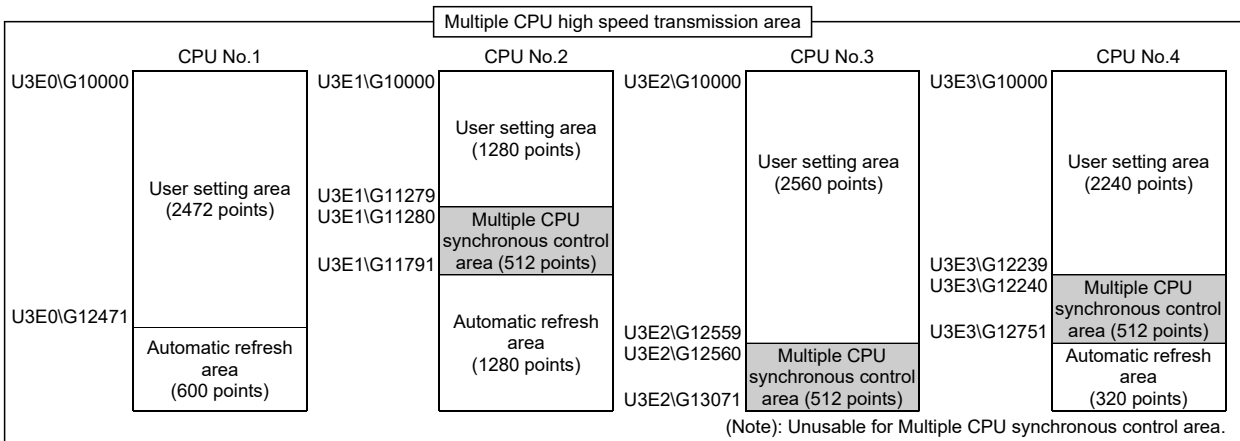 Multiple CPU high speed transmission area
CPU No.1
U3E0\G10000
User setting area
(2472 points)
U3E0\G12471
Automatic refresh
area
(600 points)
CPU No.2
U3E1\G10000
User setting area
(1280 points)
U3E1\G11279
U3E1\G11280
Multiple CPU
synchronous control
area (512 points)
U3E1\G11791
Automatic refresh
area
(1280 points)
CPU No.3
U3E2\G10000
User setting area
(2560 points)
U3E2\G12559
U3E2\G12560
Multiple CPU
synchronous control
area (512 points)
U3E2\G13071
CPU No.4
U3E3\G10000
User setting area
(2240 points)
U3E3\G12239
U3E3\G12240
Multiple CPU
synchronous control
area (512 points)
U3E3\G12751
Automatic refresh
area
(320 points)
(Note): Unusable for Multiple CPU synchronous control area.